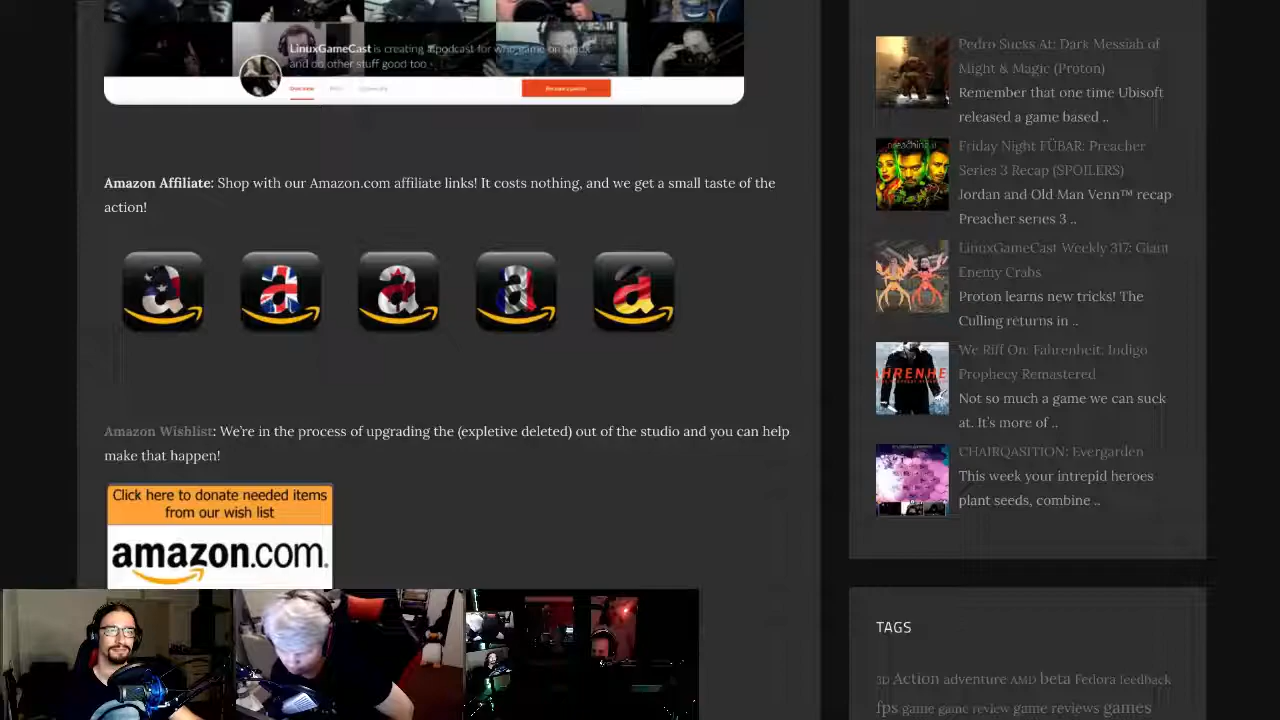 LinuxGameCast is creating a podcast for who game on Linux
and do other stuff good too
Overview
Become a patron
Amazon Affiliate: Shop with our Amazon.com affiliate links! It costs nothing, and we get a small taste of the
action!
Amazon Wishlist: We're in the process of upgrading the (expletive deleted) out of the studio and you can help
make that happen!
Click here to donate needed items
from our wish list
amazon.com.
Pedro Sucks At: Dark Messiah of
Might & Magic (Proton)
Remember that one time Ubisoft
released a game based ..
Friday Night FÜBAR: Preacher
Series 3 Recap (SPOILERS)
Jordan and Old Man Venn™ recap
Preacher series 3 ..
LinuxGameCast Weekly 317: Giant
Enemy Crabs
Proton learns new tricks! The
Culling returns in ..
We Riff On: Fahrenheit: Indigo
Prophecy Remastered
Not so much a game we can suck
at. It's more of ..
CHAIRQASITION: Evergarden
This week your intrepid heroes
plant seeds, combine ..
TAGS
3D Action adventure AMD beta Fedora feedback
fps game game review game reviews games